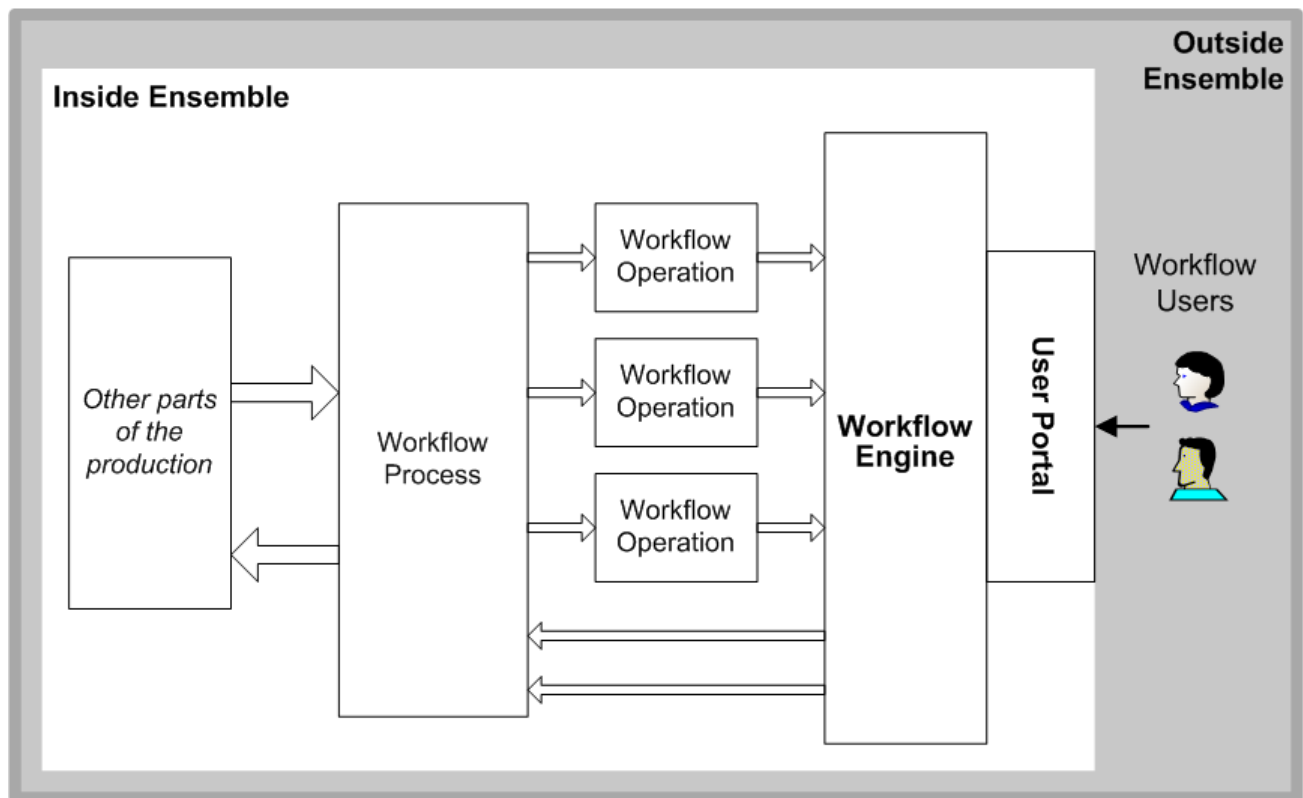 Outside
Ensemble
Inside Ensemble
Other parts
of the
production
Workflow
Process
Workflow
Operation
Workflow
Operation
Workflow
Operation
Workflow
Engine
User Portal
Workflow
Users